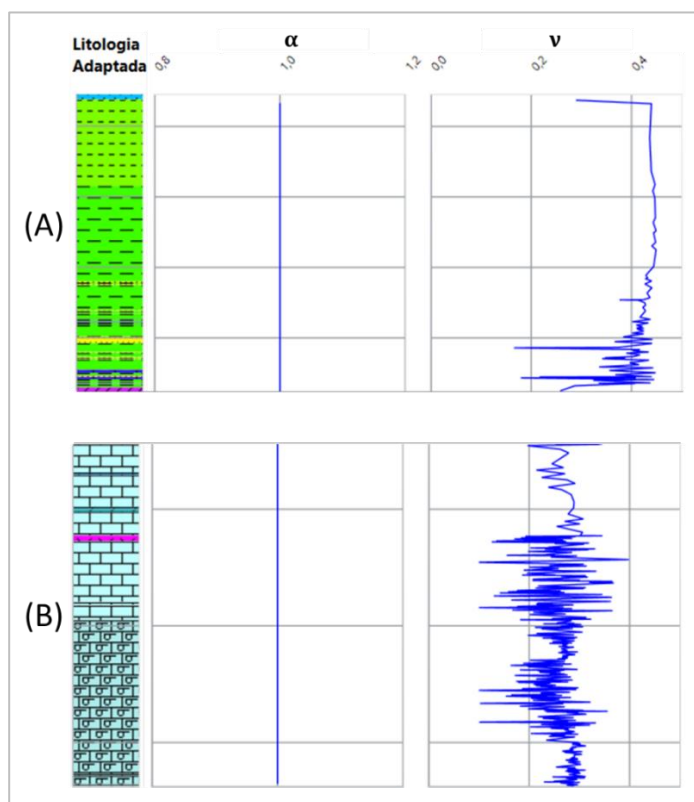 Litologia
Adaptada
α
ν
0,8
1,0
1,2
0,0
0,2
0,4
(A)
(B)